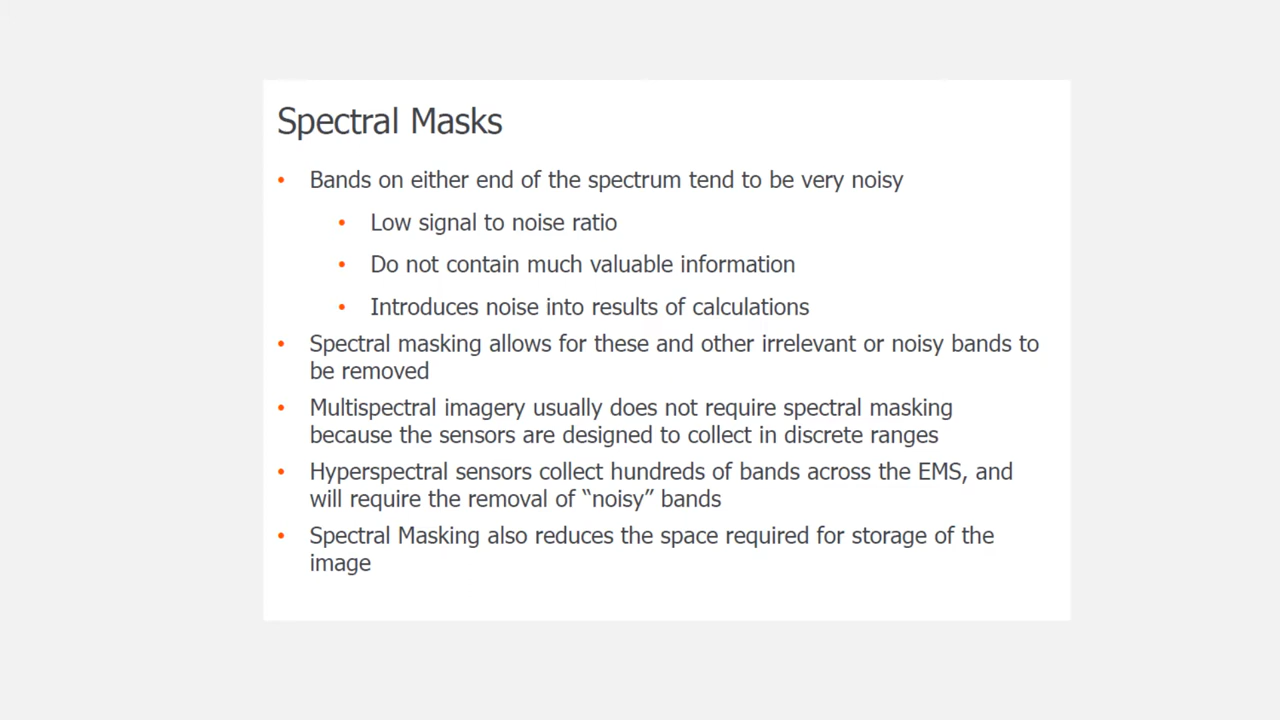 Spectral Masks
• Bands on either end of the spectrum tend to be very noisy
• Low signal to noise ratio
• Do not contain much valuable information
• Introduces noise into results of calculations
• Spectral masking allows for these and other irrelevant or noisy bands to
be removed
• Multispectral imagery usually does not require spectral masking
because the sensors are designed to collect in discrete ranges
• Hyperspectral sensors collect hundreds of bands across the EMS, and
will require the removal of “noisy” bands
• Spectral Masking also reduces the space required for storage of the
image